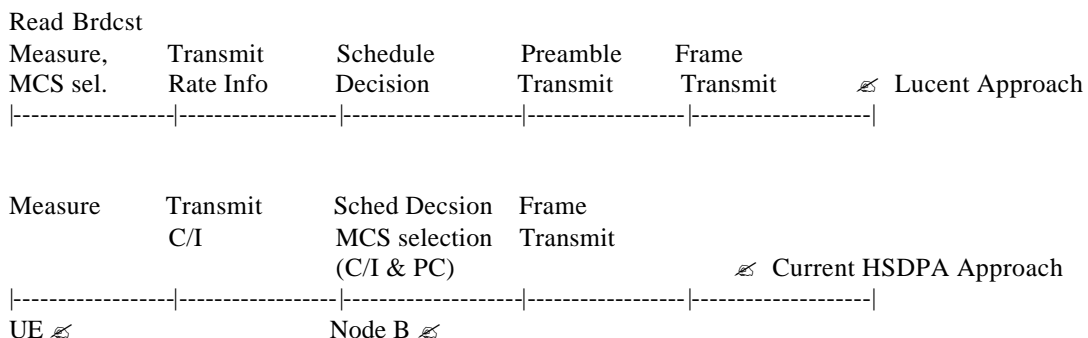 Read Brdcst
Measure, Transmit Schedule Preamble Frame
MCS sel. Rate Info Decision Transmit Transmit ✍ Lucent Approach
|------------------|------------------|--------------------|------------------|--------------------|
Measure Transmit Sched Decsion Frame
C/I MCS selection Transmit
(C/I & PC) ✍ Current HSDPA Approach
|------------------|------------------|--------------------|------------------|--------------------|
UE ✍ Node B ✍